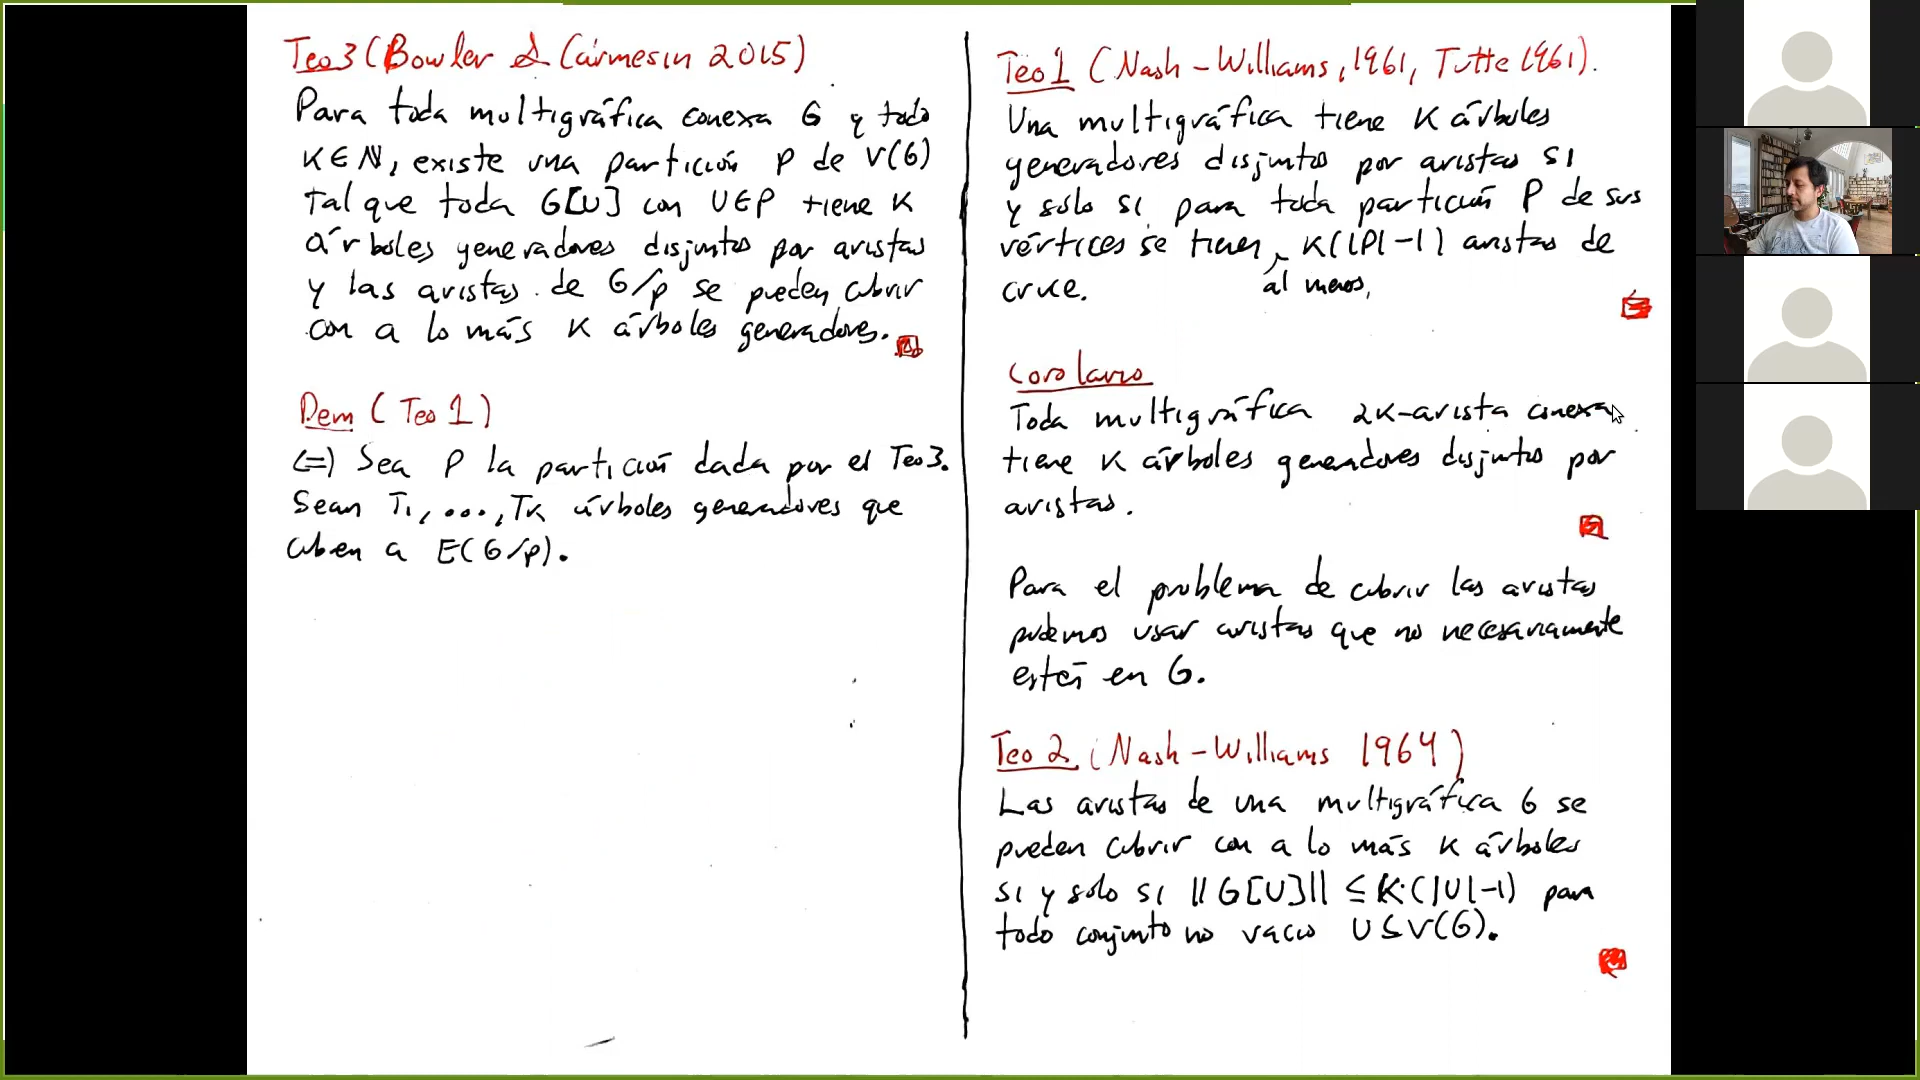 Teo 3 (Bowler & Carmesin 2015)
Para toda multigráfica conexa G y todo
K∈N, existe una partición P de V(G)
tal que toda G[U] con U∈P tiene K
árboles generadores disjuntos por aristas
y las aristas de G/P se pueden cubrir
con a lo más K árboles generadores.
Dem (Teo 1)
⇐) Sea P la partición dada por el Teo 3.
Sean T1, ..., TK árboles generadores que
cubren a E(G/P).
Teo 1 (Nash-Williams, 1961, Tutte 1961).
Una multigráfica tiene K árboles
generadores disjuntos por aristas si
y solo si para toda partición P de sus
vértices se tienen K(|P|-1) aristas de
cruce. al menos,
Corolario
Toda multigráfica 2K-arista conexa
tiene K árboles generadores disjuntos por
aristas.
Para el problema de cubrir las aristas
podemos usar aristas que no necesariamente
estén en G.
Teo 2 (Nash-Williams 1964)
Las aristas de una multigráfica G se
pueden cubrir con a lo más K árboles
si y solo si ||G[U]|| ≤ K·(|U|-1) para
todo conjunto no vacío U⊆V(G).